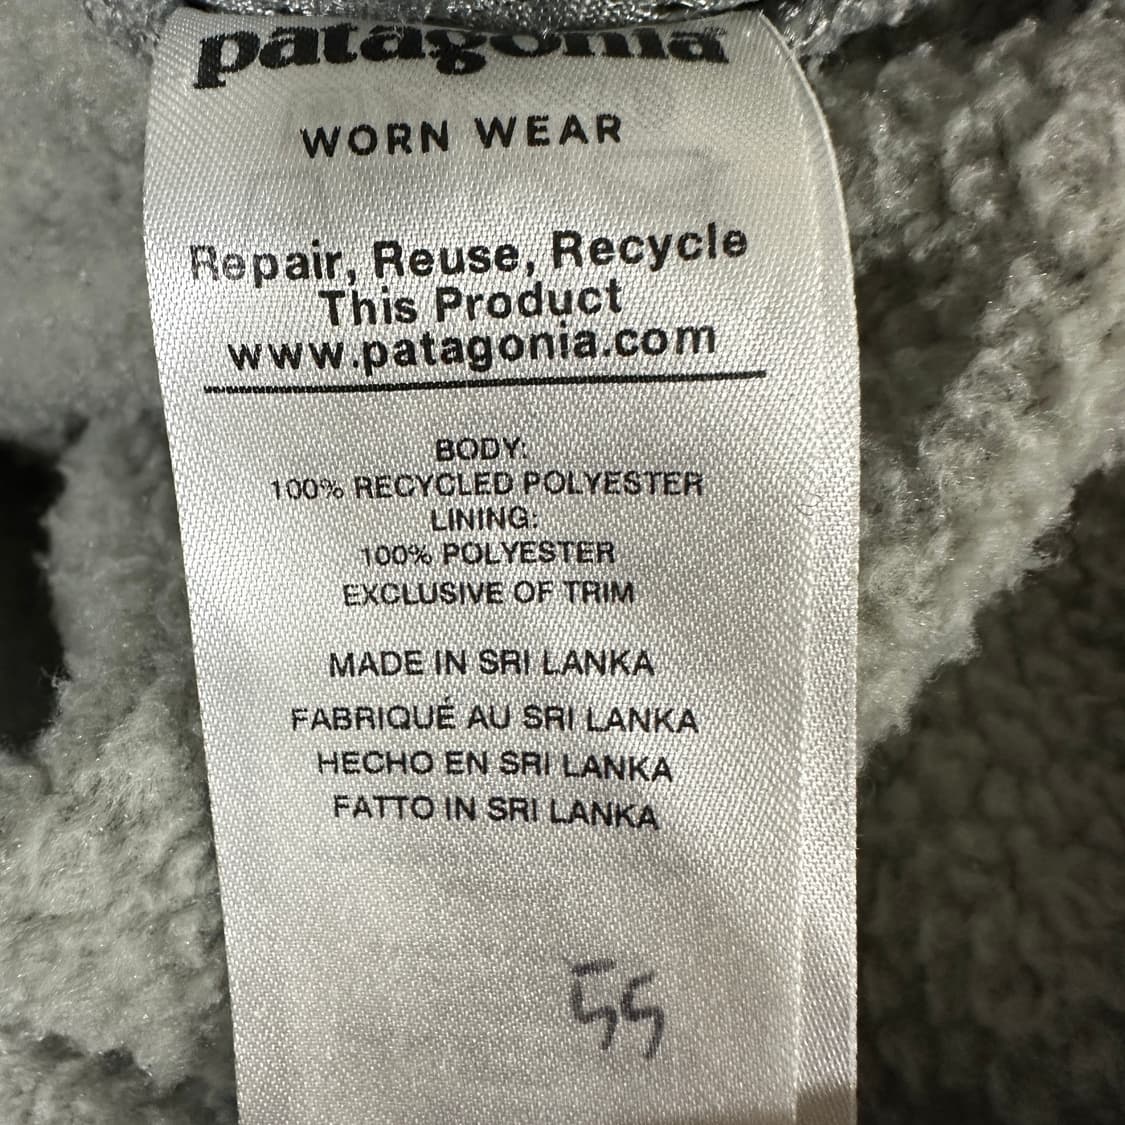 patagonia
WORN WEAR
Repair, Reuse, Recycle
This Product
www.patagonia.com
BODY:
100% RECYCLED POLYESTER
LINING:
100% POLYESTER
EXCLUSIVE OF TRIM
MADE IN SRI LANKA
FABRIQUÉ AU SRI LANKA
HECHO EN SRI LANKA
FATTO IN SRI LANKA
55